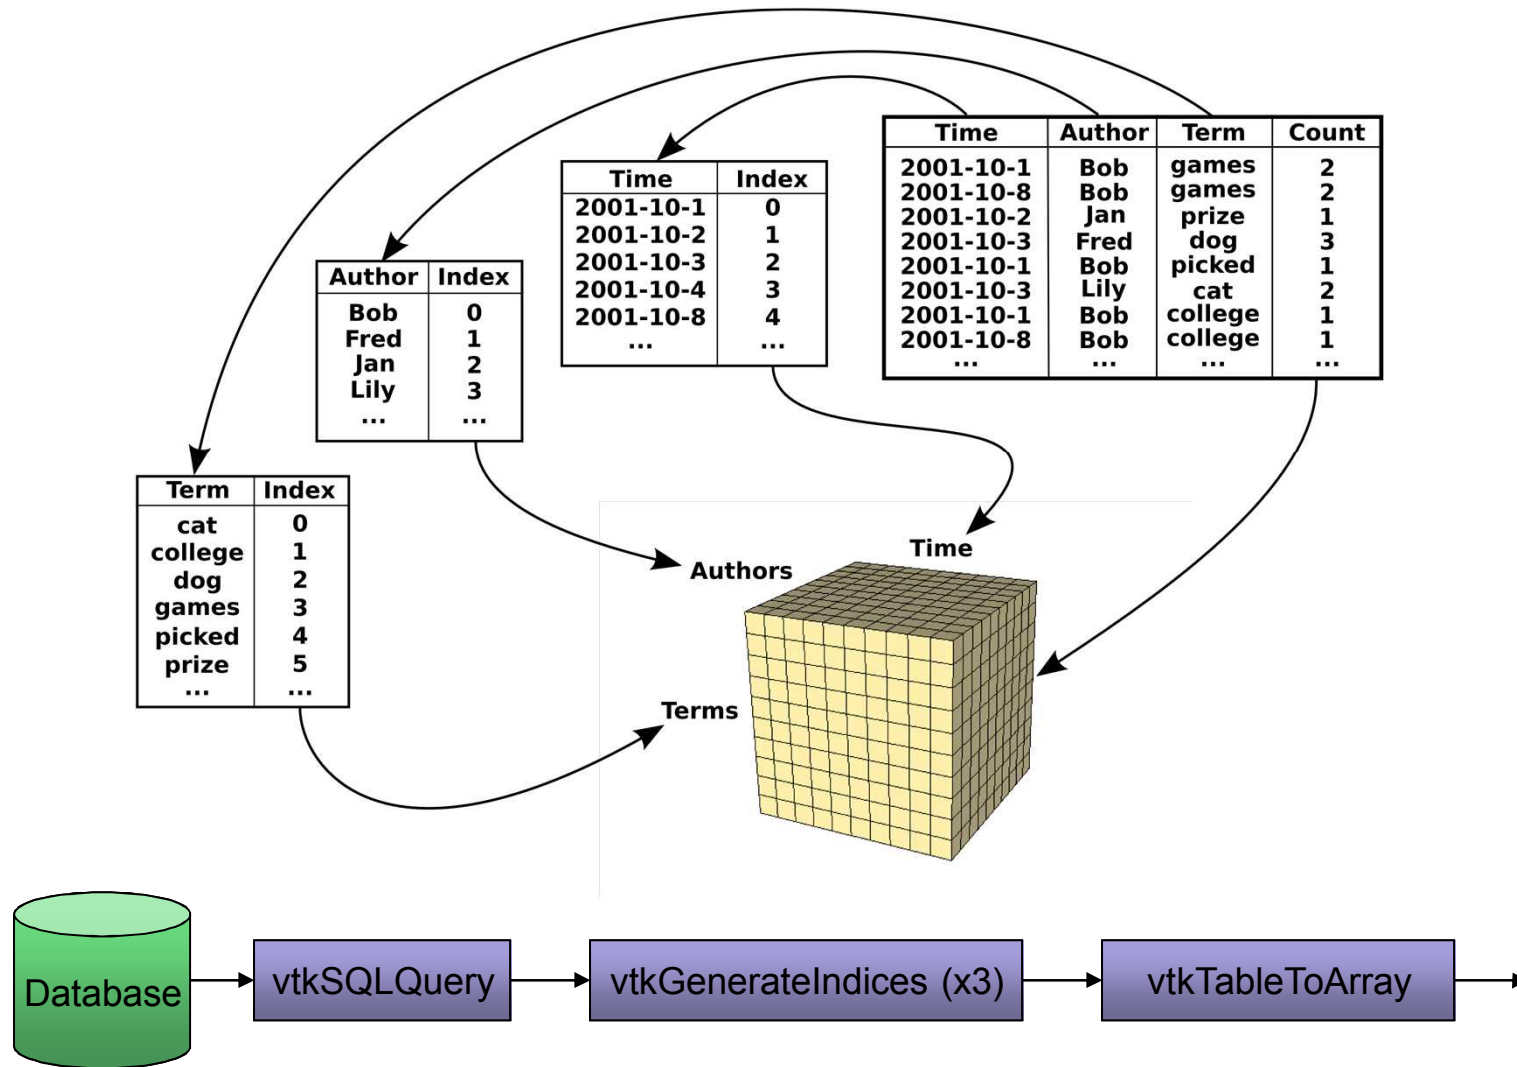 Time Author Term Count
2001-10-1 Bob games 2
2001-10-8 Bob games 2
2001-10-2 Jan prize 1
2001-10-3 Fred dog 3
2001-10-1 Bob picked 1
2001-10-3 Lily cat 2
2001-10-1 Bob college 1
2001-10-8 Bob college 1
... ... ... ...
Time Index
2001-10-1 0
2001-10-2 1
2001-10-3 2
2001-10-4 3
2001-10-8 4
... ...
Author Index
Bob 0
Fred 1
Jan 2
Lily 3
... ...
Term Index
cat 0
college 1
dog 2
games 3
picked 4
prize 5
... ...
Time
Authors
Terms
Database
vtkSQLQuery
vtkGenerateIndices (x3)
vtkTableToArray